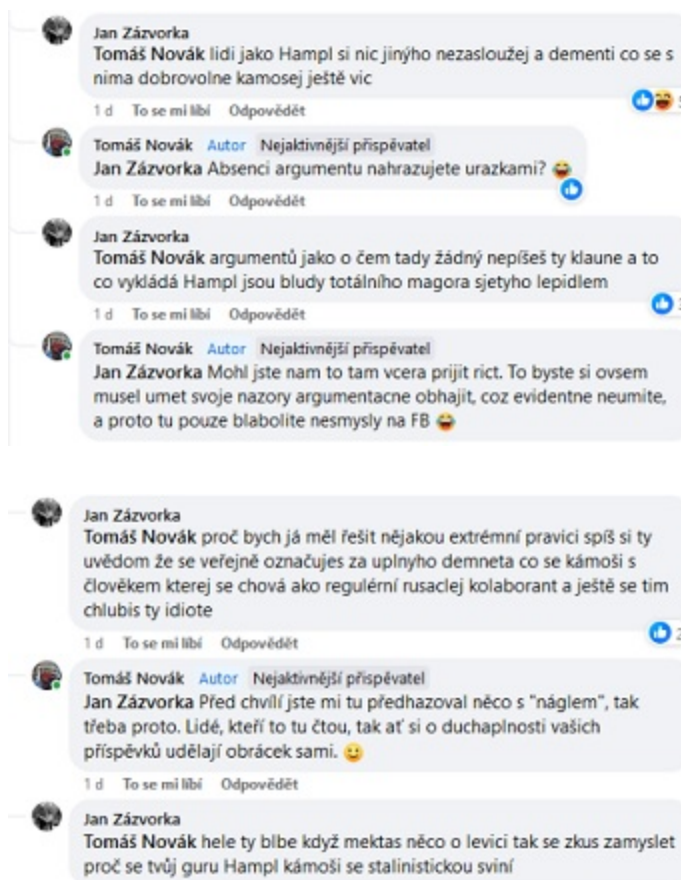 Jan Zázvorka
Tomáš Novák lidi jako Hampl si nic jinýho nezasloužej a dementi co se s
nima dobrovolne kamosej ještě vic
1 d To se mi líbí Odpovědět
Tomáš Novák Autor Nejaktivnější přispěvatel
Jan Zázvorka Absenci argumentu nahrazujete urazkami? 😂
1 d To se mi líbí Odpovědět
Jan Zázvorka
Tomáš Novák argumentů jako o čem tady žádný nepíšeš ty klaune a to
co vykládá Hampl jsou bludy totálního magora sjetyho lepidlem
1 d To se mi líbí Odpovědět
Tomáš Novák Autor Nejaktivnější přispěvatel
Jan Zázvorka Mohl jste nam to tam vcera prijit rict. To byste si ovsem
musel umet svoje nazory argumentacne obhajit, coz evidentne neumíte,
a proto tu pouze blabolite nesmysly na FB 😂
Jan Zázvorka
Tomáš Novák proč bych já měl řešit nějakou extrémní pravici spíš si ty
uvědom že se veřejně označujes za uplnyho demneta co se kámoši s
člověkem kterej se chová ako regulérní rusaclej kolaborant a ještě se tim
chlubis ty idiote
1 d To se mi líbí Odpovědět
Tomáš Novák Autor Nejaktivnější přispěvatel
Jan Zázvorka Před chvílí jste mi tu předhazoval něco s "náglem", tak
třeba proto. Lidé, kteří to tu čtou, tak ať si o duchaplnosti vašich
příspěvků udělají obrácek sami. 🙂
1 d To se mi líbí Odpovědět
Jan Zázvorka
Tomáš Novák hele ty blbe když mektas něco o levici tak se zkus zamyslet
proč se tvůj guru Hampl kámoši se stalinistickou sviní